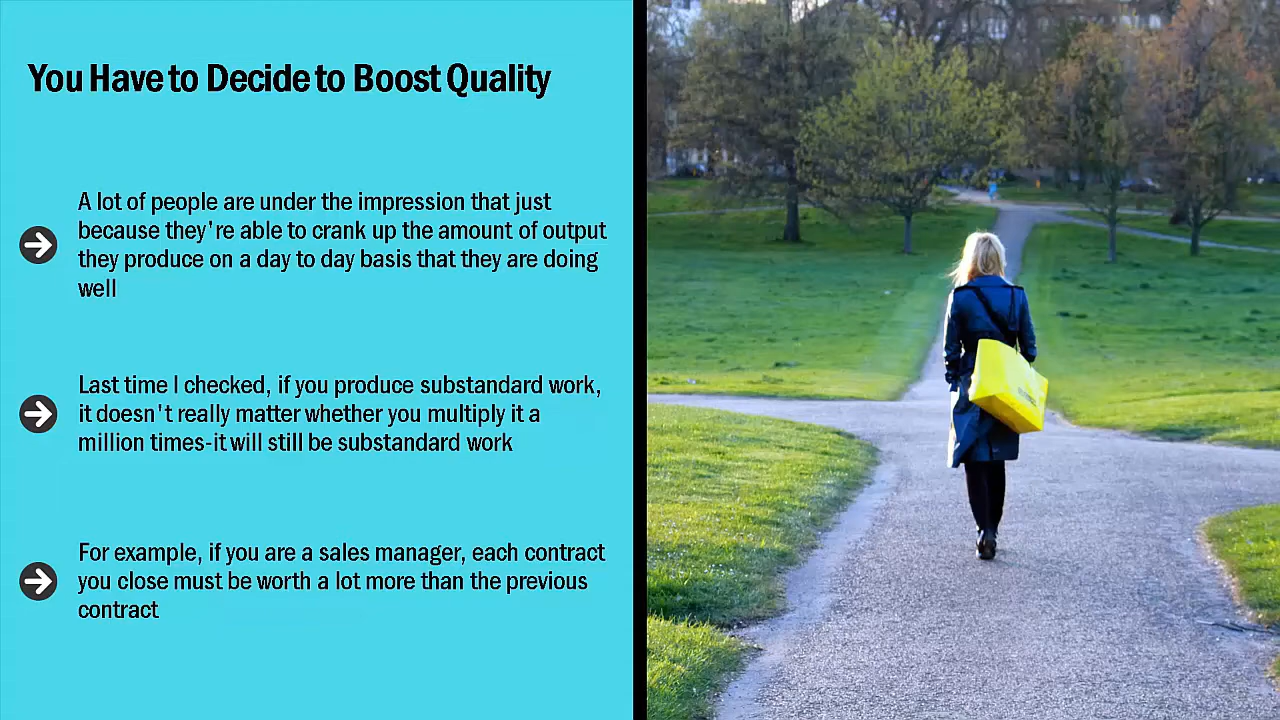 You Have to Decide to Boost Quality
A lot of people are under the impression that just
because they're able to crank up the amount of output
they produce on a day to day basis that they are doing
well
Last time I checked, if you produce substandard work,
it doesn't really matter whether you multiply it a
million times-it will still be substandard work
For example, if you are a sales manager, each contract
you close must be worth a lot more than the previous
contract